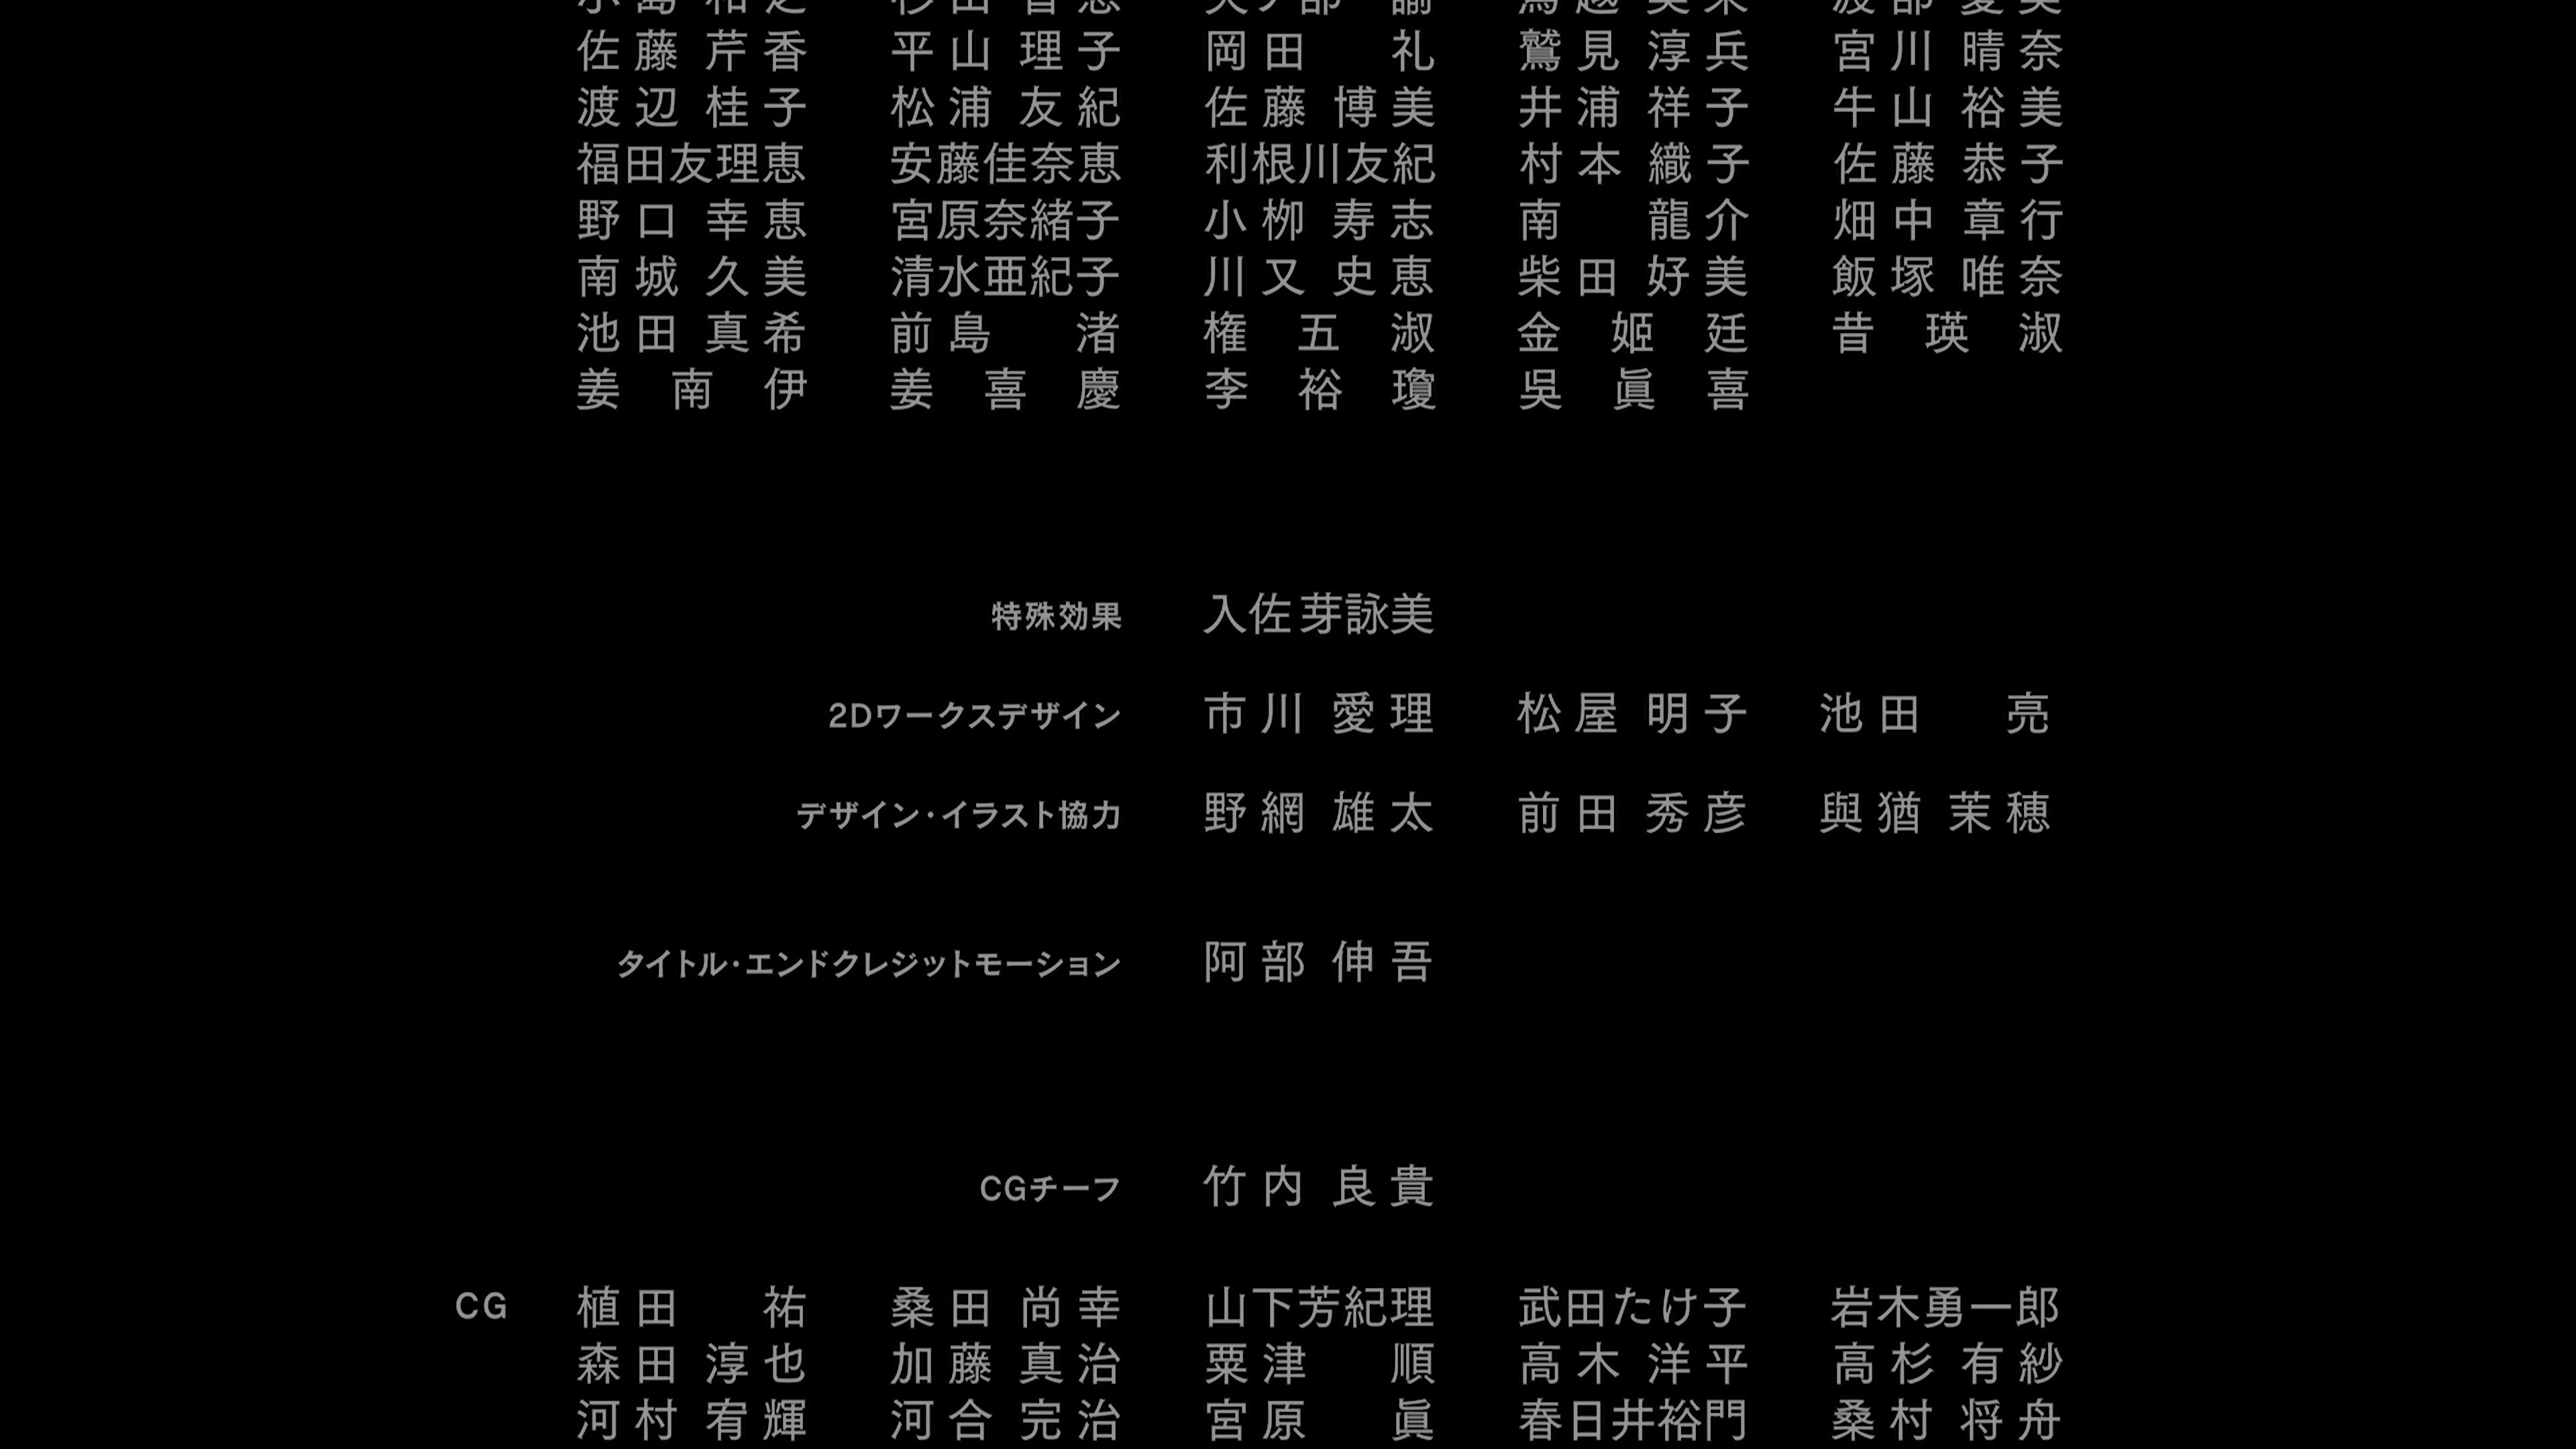 佐藤 芹香 平山 理子 岡田 礼 鷲見 淳兵 宮川 晴奈
渡辺 桂子 松浦 友紀 佐藤 博美 井浦 祥子 牛山 裕美
福田友理恵 安藤佳奈恵 利根川友紀 村本 織子 佐藤 恭子
野口 幸恵 宮原奈緒子 小栁 寿志 南 龍介 畑中 章行
南城 久美 清水亜紀子 川又 史恵 柴田 好美 飯塚 唯奈
池田 真希 前島 渚 権五淑 金姫廷 昔瑛淑
姜南伊 姜喜慶 李裕瓊 吳眞喜
特殊効果 入佐芽詠美
2Dワークスデザイン 市川 愛理 松屋 明子 池田 亮
デザイン・イラスト協力 野網 雄太 前田 秀彦 與猶 茉穂
タイトル・エンドクレジットモーション 阿部 伸吾
CGチーフ 竹内 良貴
CG 植田 祐 桑田 尚幸 山下芳紀理 武田たけ子 岩木勇一郎
森田 淳也 加藤 真治 粟津 順 高木 洋平 高杉 有紗
河村 宥輝 河合 完治 宮原 眞 春日井裕門 桑村 将舟